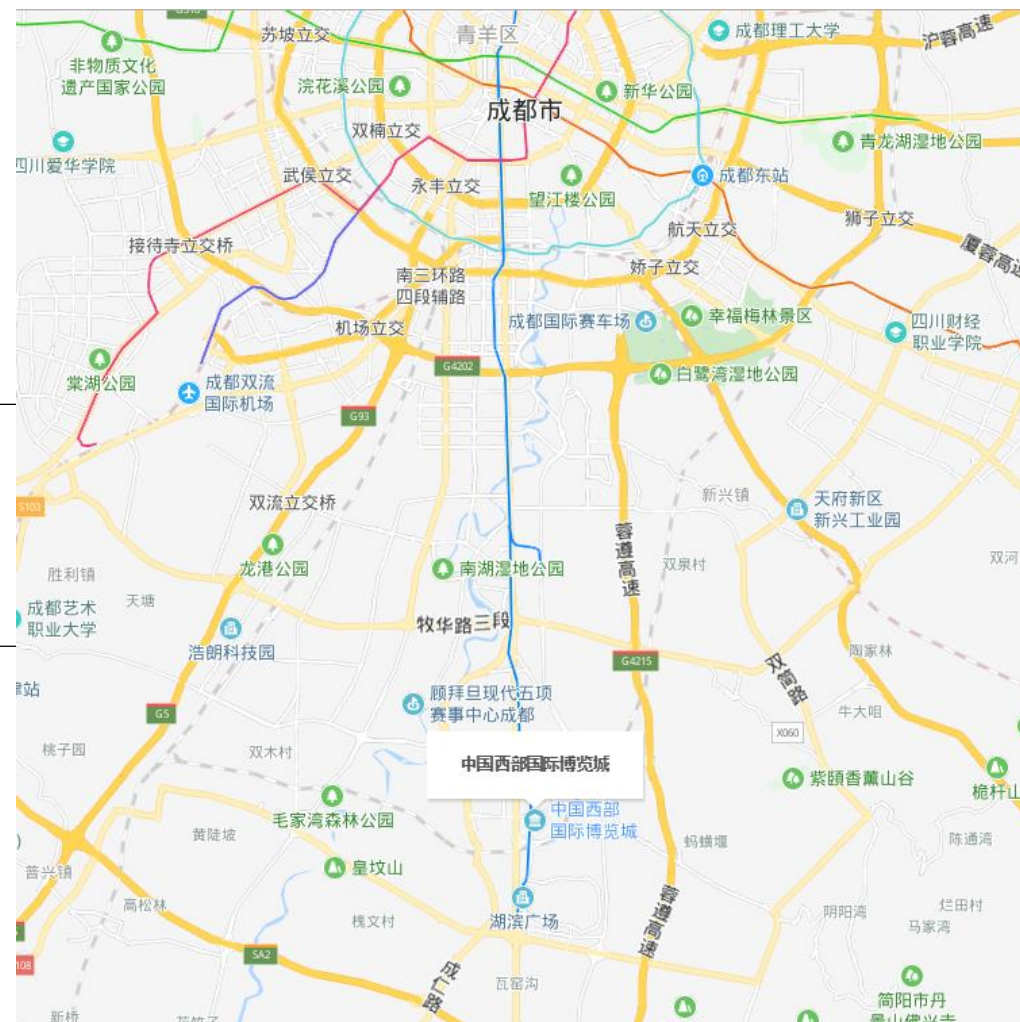 苏坡立交
青羊区
成都理工大学
沪蓉高速
非物质文化
遗产国家公园
浣花溪公园
新华公园
成都市
双楠立交
青龙湖湿地公园
四川爱华学院
武侯立交
永丰立交
成都东站
望江楼公园
狮子立交
航天立交
接待寺立交桥
厦蓉高速
南三环路
四段辅路
娇子立交
机场立交
成都国际赛车场
幸福梅林景区
四川财经
职业学院
G4202
棠湖公园
成都双流
国际机场
白鹭湾湿地公园
G93
双流立交桥
新兴镇
天府新区
新兴工业园
S103
蓉遵高速
龙港公园
南湖湿地公园
双泉村
双河
胜利镇
天塘
成都艺术
职业大学
牧华路三段
浩朗科技园
G4215
陶家林
双简路
顾拜旦现代五项
赛事中心成都
G5
牛大咀
X060
桃子园
双木村
中国西部国际博览城
紫頤香薰山谷
桅杆山
毛家湾森林公园
中国西部
国际博览城
黄陡坡
蚂蟥堰
陈通湾
普兴镇
皇坟山
高松林
槐文村
湖滨广场
蓉遵高速
阴阳湾
烂田村
马家湾
SA2
108
成仁路
瓦窑沟
简阳市丹
新桥